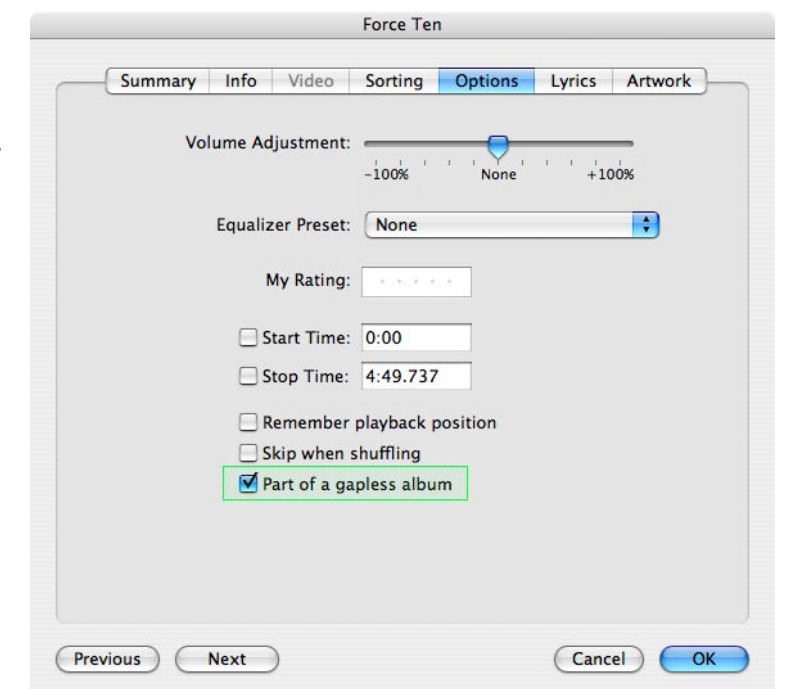 Force Ten
Summary Info Video Sorting Options Lyrics Artwork
Volume Adjustment:
-100% None +100%
Equalizer Preset: None
My Rating:
Start Time: 0:00
Stop Time: 4:49.737
Remember playback position
Skip when shuffling
Part of a gapless album
Previous Next Cancel OK